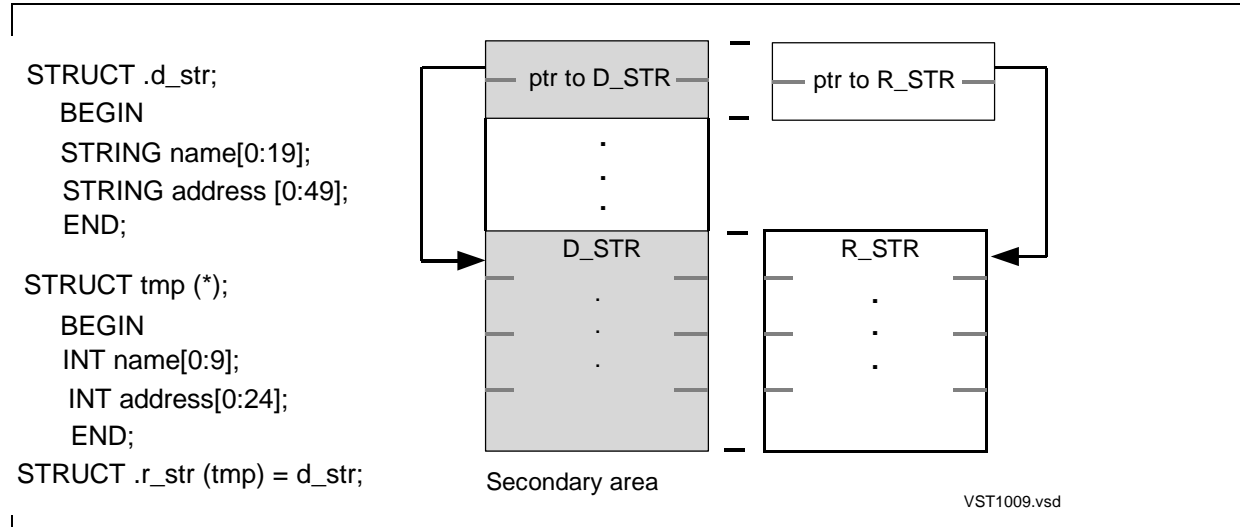 STRUCT .d_str;
BEGIN
STRING name[0:19];
STRING address [0:49];
END;
STRUCT tmp (*);
BEGIN
INT name[0:9];
INT address[0:24];
END;
STRUCT .r_str (tmp) = d_str;
ptr to D_STR
ptr to R_STR
D_STR
R_STR
Secondary area
VST1009.vsd